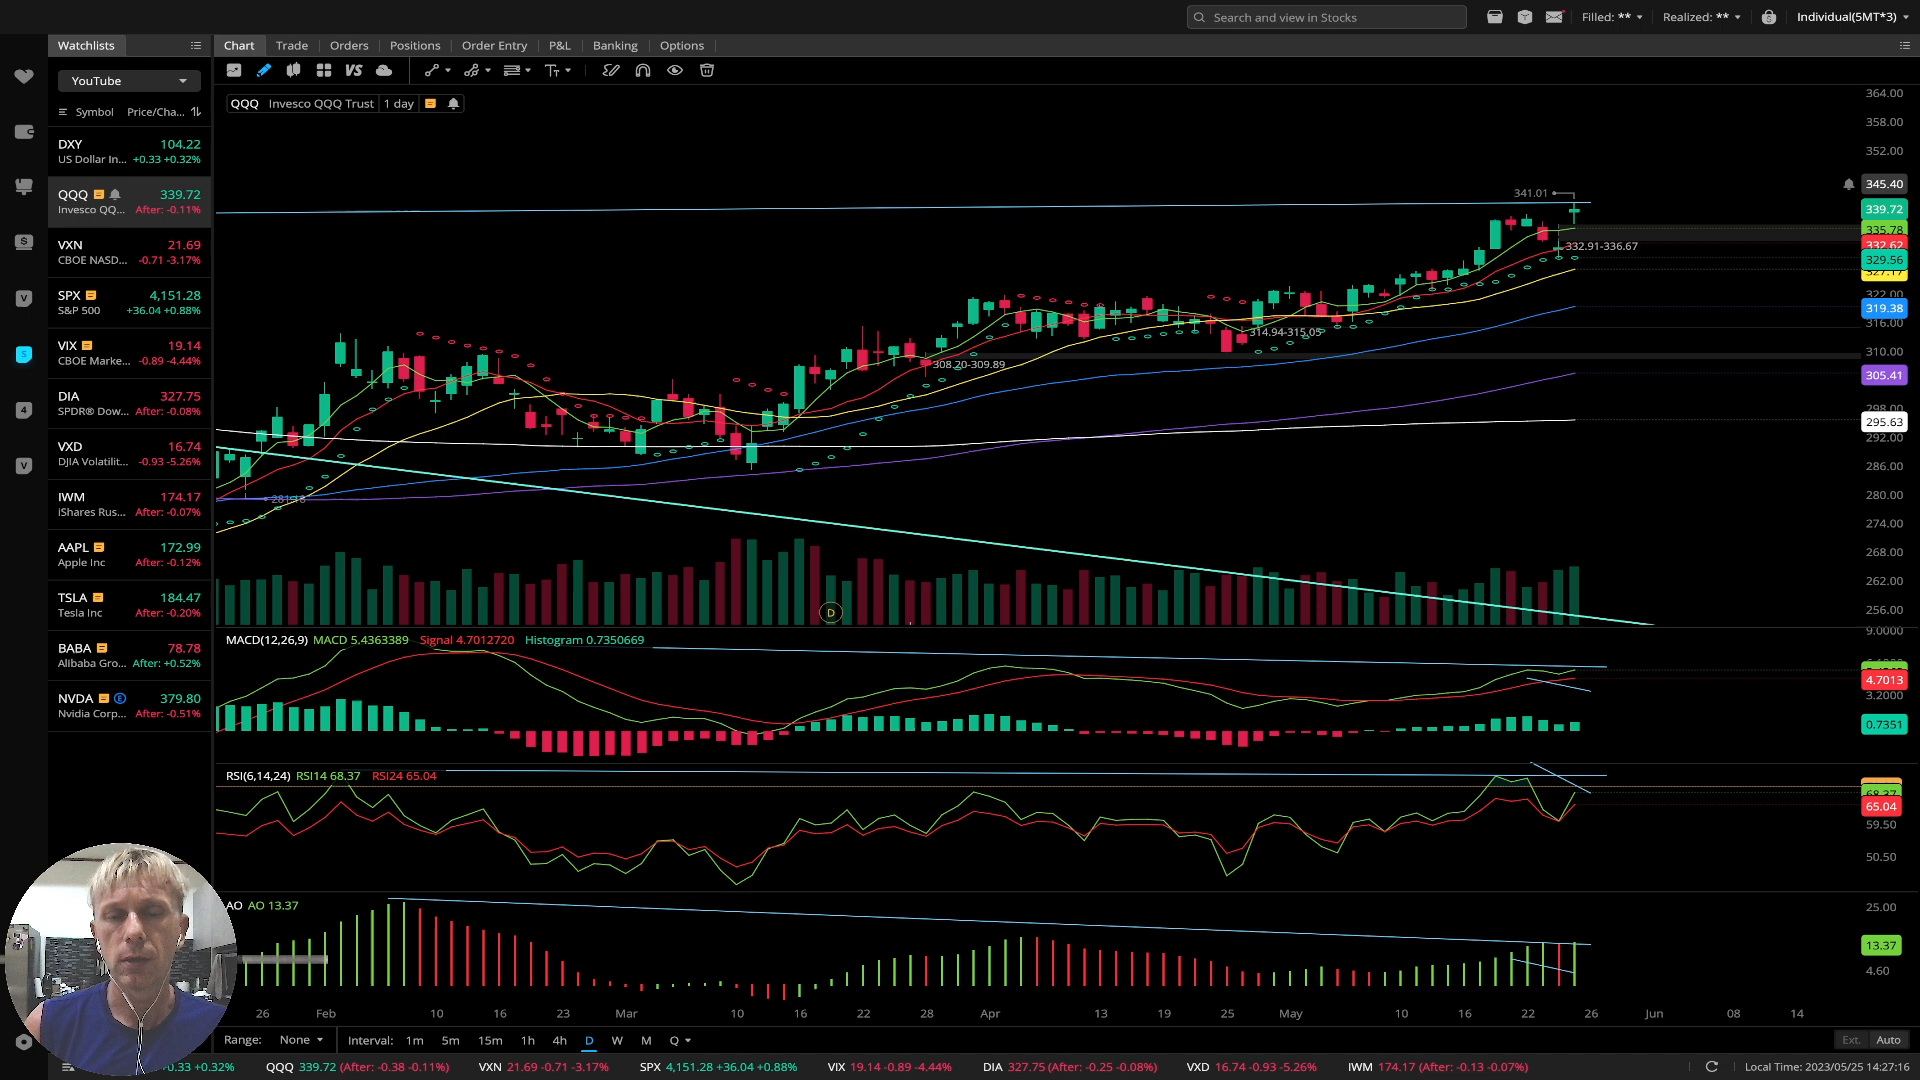 Search and view in Stocks
Filled: **
Realized: **
Individual(5MT*3)
Watchlists
Chart Trade Orders Positions Order Entry P&L Banking Options
YouTube
VS
Symbol Price/Cha...
QQQ Invesco QQQ Trust 1 day
DXY 104.22
US Dollar In... +0.33 +0.32%
QQQ 339.72
Invesco QQ... After: -0.11%
VXN 21.69
CBOE NASD... -0.71 -3.17%
SPX 4,151.28
S&P 500 +36.04 +0.88%
VIX 19.14
CBOE Marke... -0.89 -4.44%
DIA 327.75
SPDR® Dow... After: -0.08%
VXD 16.74
DJIA Volatilit... -0.93 -5.26%
IWM 174.17
iShares Rus... After: -0.07%
AAPL 172.99
Apple Inc After: -0.12%
TSLA 184.47
Tesla Inc After: -0.20%
BABA 78.78
Alibaba Gro... After: +0.52%
NVDA E 379.80
Nvidia Corp... After: -0.51%
341.01
332.91-336.67
314.94-315.05
308.20-309.89
281.18
D
364.00
358.00
352.00
345.40
339.72
335.78
332.62
329.56
327.17
322.00
319.38
316.00
310.00
305.41
298.00
295.63
292.00
286.00
280.00
274.00
268.00
262.00
256.00
MACD(12,26,9) MACD 5.4363389 Signal 4.7012720 Histogram 0.7350669
9.0000
4.7013
3.2000
0.7351
RSI(6,14,24) RSI14 68.37 RSI24 65.04
68.37
65.04
59.50
50.50
AO AO 13.37
25.00
13.37
4.60
26 Feb 10 16 23 Mar 10 16 22 28 Apr 13 19 25 May 10 16 22 26 Jun 08 14
Range: None Interval: 1m 5m 15m 1h 4h D W M Q Ext. Auto
+0.33 +0.32% QQQ 339.72 (After: -0.38 -0.11%) VXN 21.69 -0.71 -3.17% SPX 4,151.28 +36.04 +0.88% VIX 19.14 -0.89 -4.44% DIA 327.75 (After: -0.25 -0.08%) VXD 16.74 -0.93 -5.26% IWM 174.17 (After: -0.13 -0.07%) Local Time: 2023/05/25 14:27:16